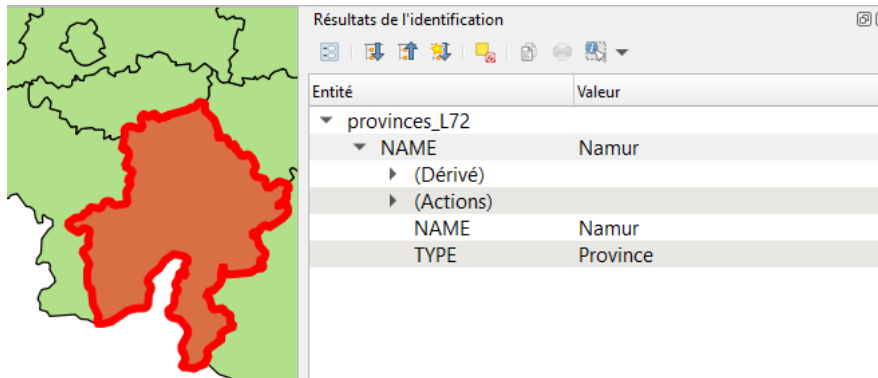 Résultats de l'identification
Entité Valeur
provinces_L72
NAME Namur
(Dérivé)
(Actions)
NAME Namur
TYPE Province